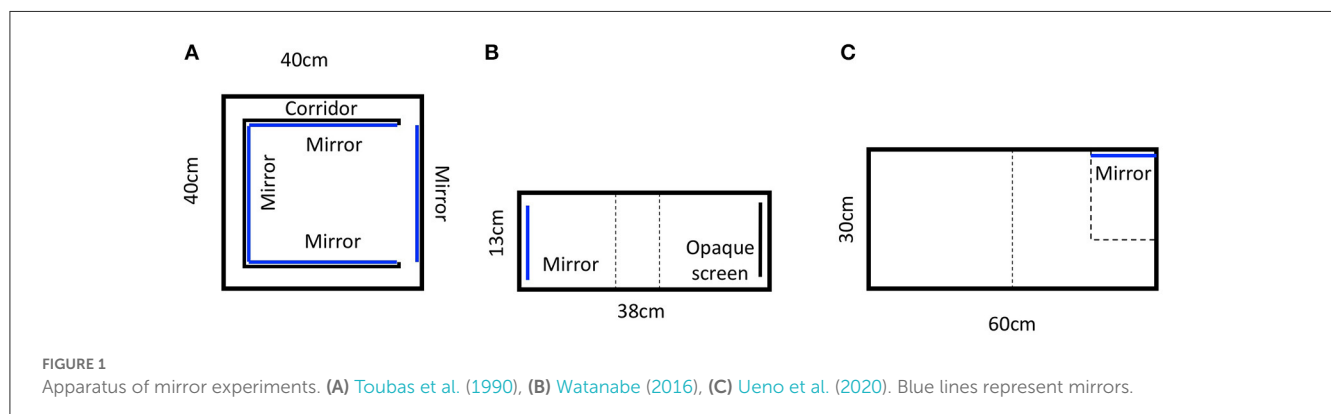 A
40cm
Corridor
Mirror
Mirror
Mirror
Mirror
40cm
B
13cm
Mirror
Opaque
screen
38cm
C
30cm
Mirror
60cm
FIGURE 1
Apparatus of mirror experiments. (A) Toubas et al. (1990), (B) Watanabe (2016), (C) Ueno et al. (2020). Blue lines represent mirrors.